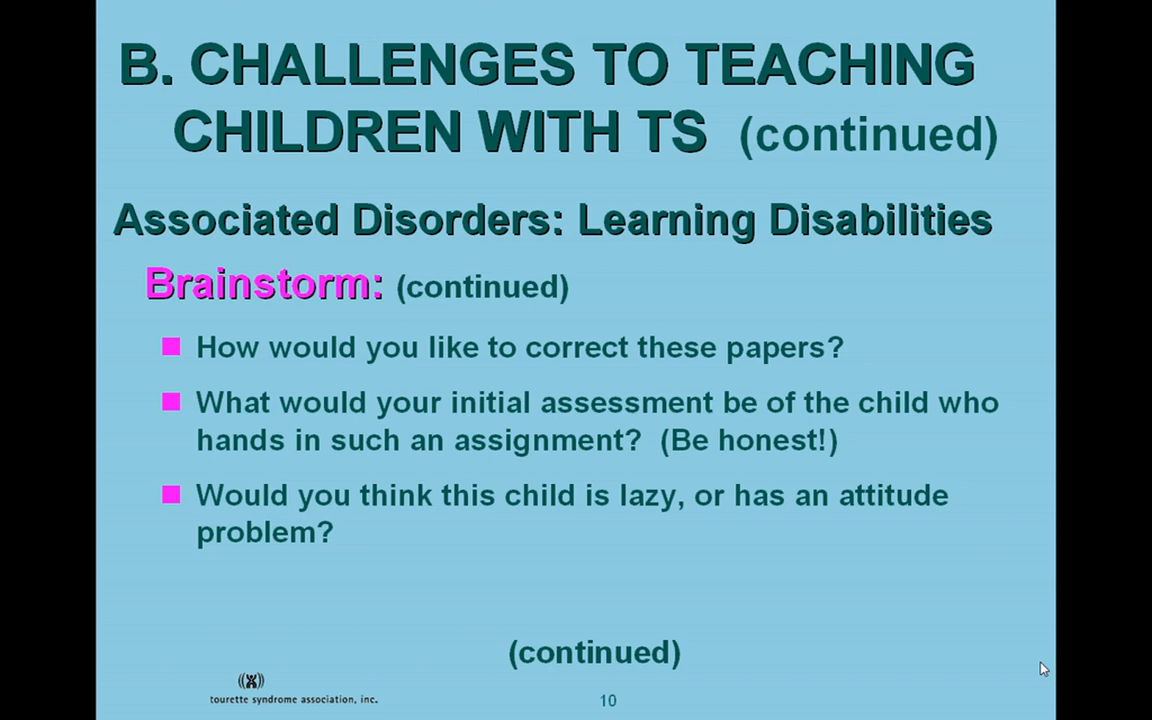 B. CHALLENGES TO TEACHING
CHILDREN WITH TS (continued)
Associated Disorders: Learning Disabilities
Brainstorm: (continued)
How would you like to correct these papers?
What would your initial assessment be of the child who
hands in such an assignment? (Be honest!)
Would you think this child is lazy, or has an attitude
problem?
(continued)
tourette syndrome association, inc.
10